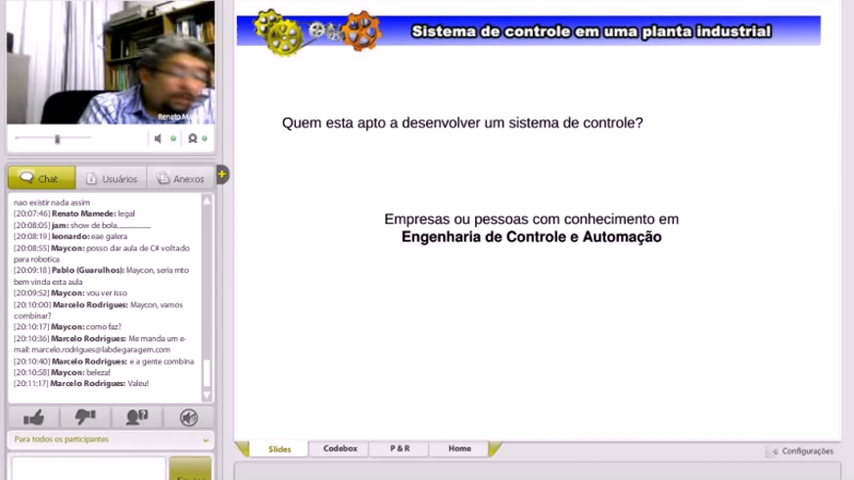 Sistema de controle em uma planta industrial
Quem esta apto a desenvolver um sistema de controle?
Empresas ou pessoas com conhecimento em
Engenharia de Controle e Automação
Chat
Usuários
Anexos
nao existir nada assim
[20:07:46] Renato Mamede: legal
[20:08:05] jam: show de bola...............
[20:08:19] leonardo: eae galera
[20:08:55] Maycon: posso dar aula de C# voltado
para robotica
[20:09:18] Pablo (Guarulhos): Maycon, seria mto
bem vinda esta aula
[20:09:52] Maycon: vou ver isso
[20:10:00] Marcelo Rodrigues: Maycon, vamos
combinar?
[20:10:17] Maycon: como faz?
[20:10:36] Marcelo Rodrigues: Me manda um e-
mail: marcelo.rodrigues@labdegaragem.com
[20:10:40] Marcelo Rodrigues: e a gente combina
[20:10:58] Maycon: beleza!
[20:11:17] Marcelo Rodrigues: Valeu!
Para todos os participantes
Slides
Codebox
P & R
Home
Configurações